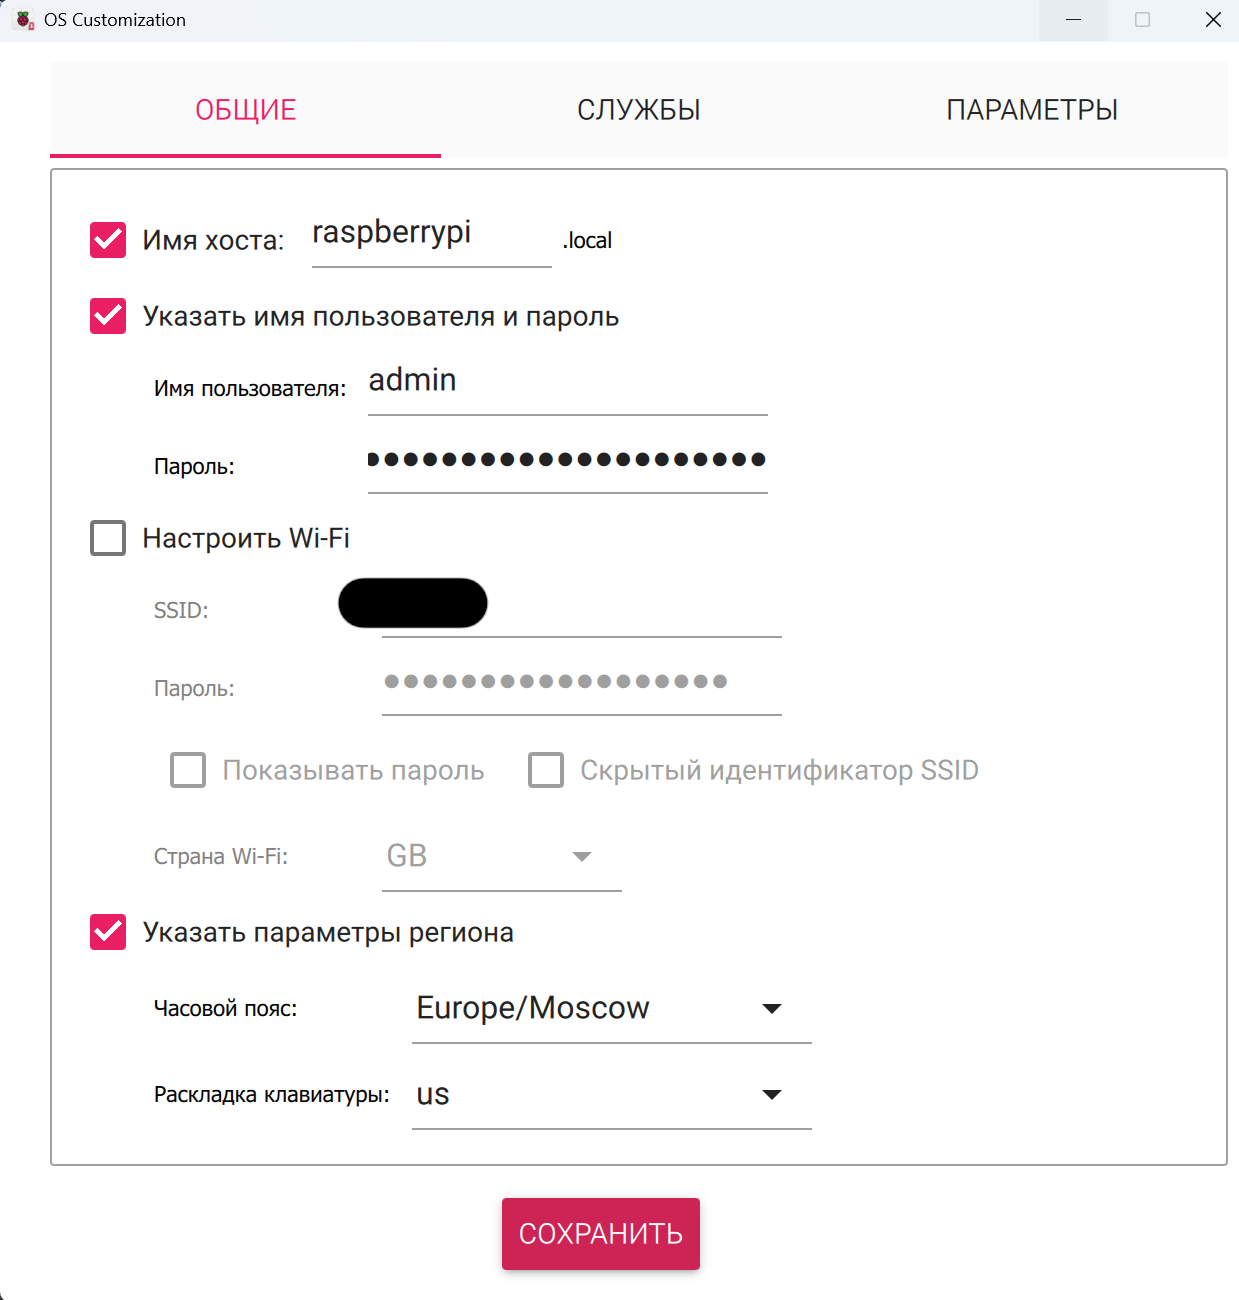 OS Customization
ОБЩИЕ СЛУЖБЫ ПАРАМЕТРЫ
Имя хоста: raspberrypi .local
Указать имя пользователя и пароль
Имя пользователя: admin
Пароль:
Настроить Wi-Fi
SSID:
Пароль:
Показывать пароль Скрытый идентификатор SSID
Страна Wi-Fi: GB
Указать параметры региона
Часовой пояс: Europe/Moscow
Раскладка клавиатуры: us
СОХРАНИТЬ